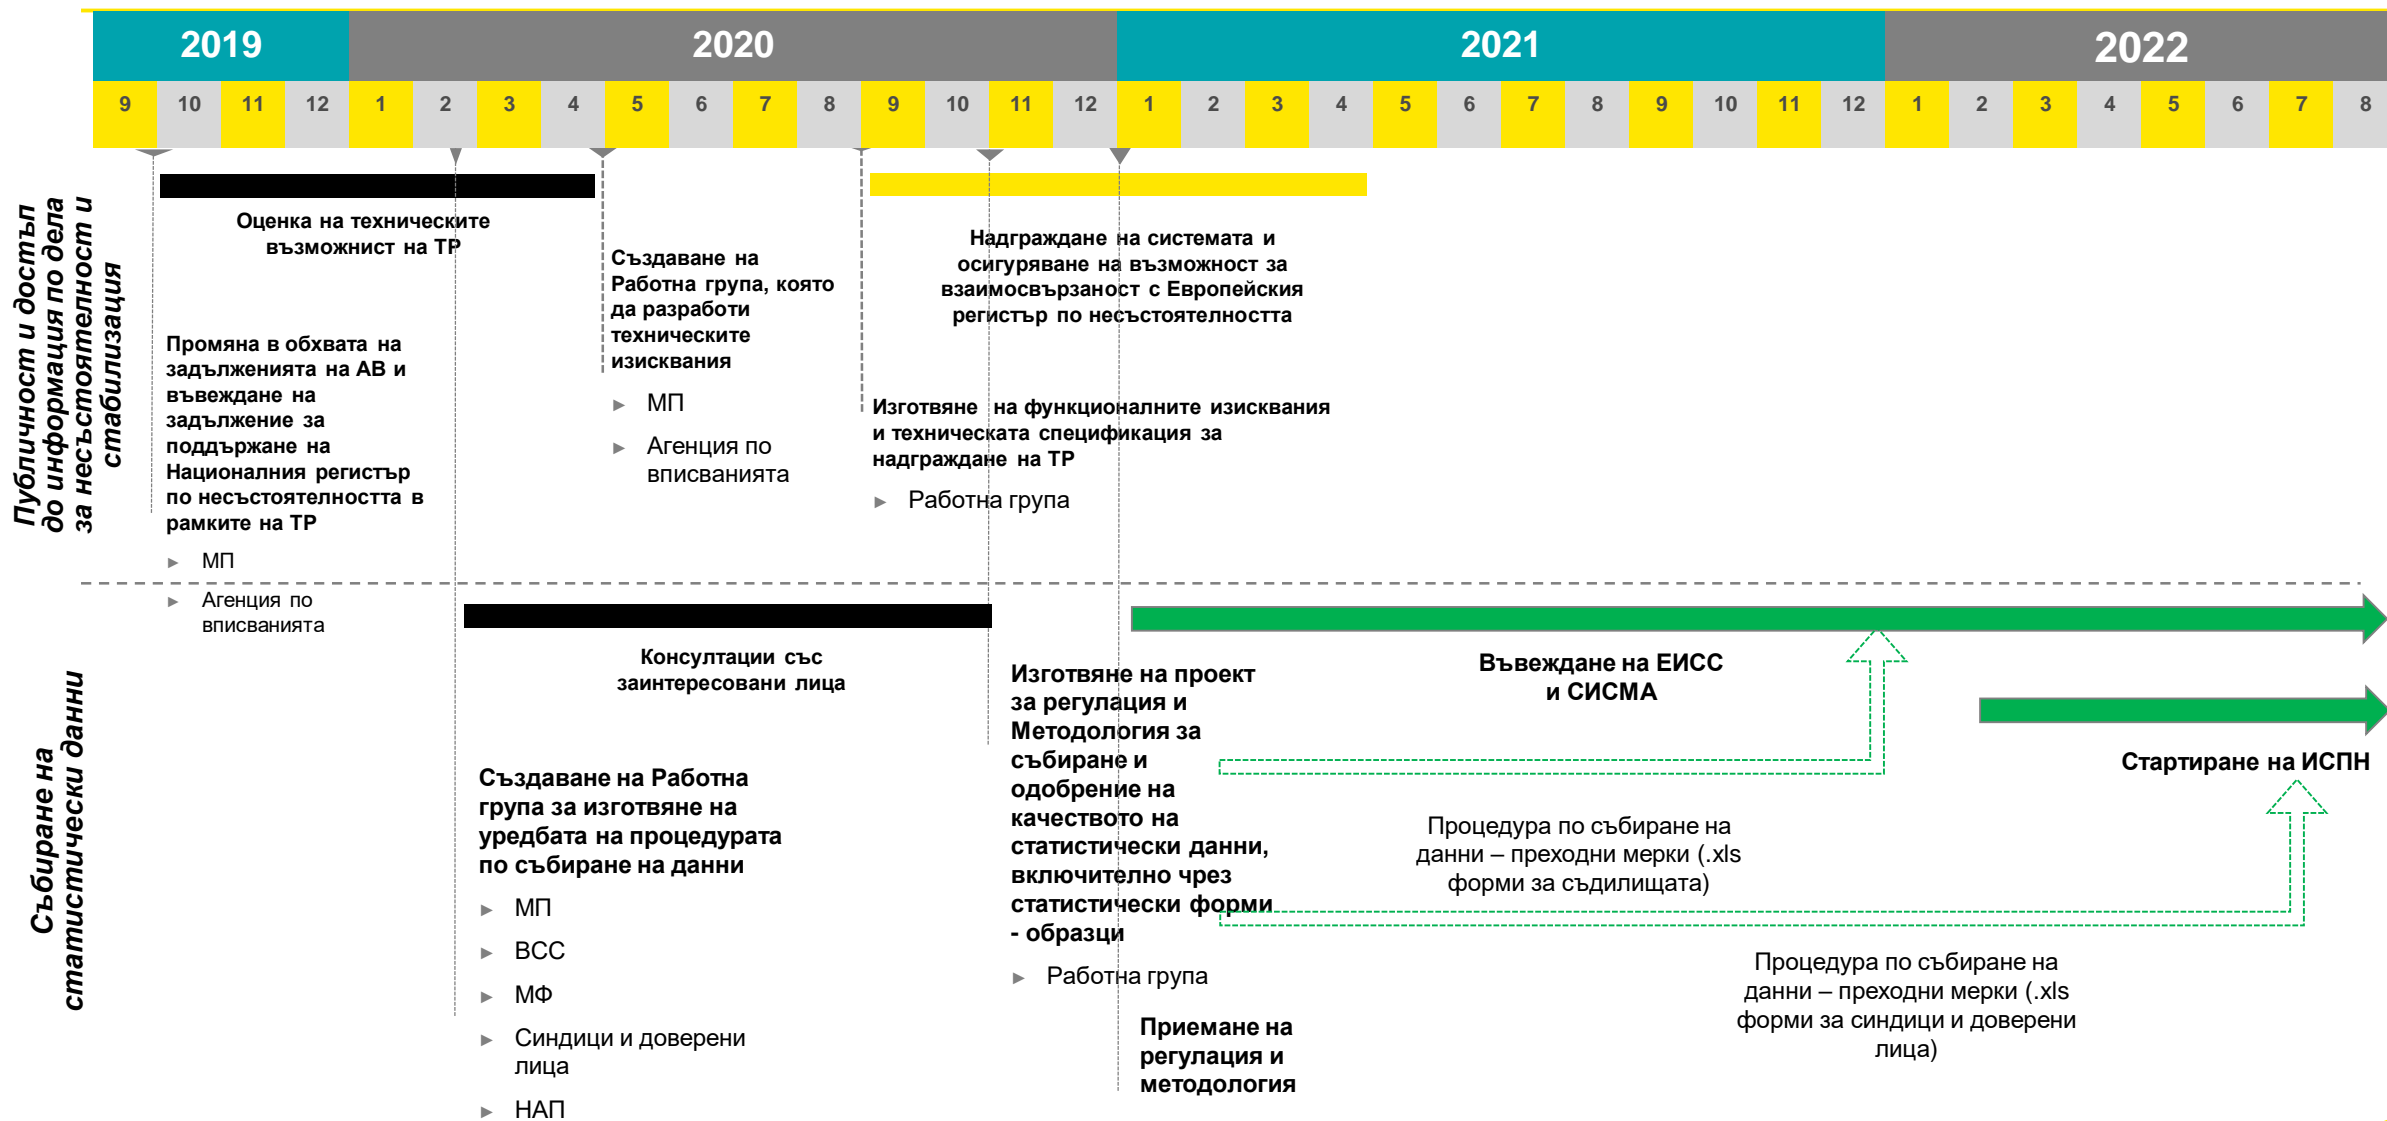 2019
2020
2021
2022
9 10 11 12 1 2 3 4 5 6 7 8 9 10 11 12 1 2 3 4 5 6 7 8 9 10 11 12 1 2 3 4 5 6 7 8
Публичност и достъп
до информация по дела
за несъстоятелност и
стабилизация
Оценка на техническите
възможнист на ТР
Промяна в обхвата на
задълженията на АВ и
въвеждане на
задължение за
поддържане на
Националния регистър
по несъстоятелността в
рамките на ТР
► МП
► Агенция по
вписванията
Създаване на
Работна група, която
да разработи
техническите
изисквания
► МП
► Агенция по
вписванията
Надграждане на системата и
осигуряване на възможност за
взаимосвързаност с Европейския
регистър по несъстоятелността
Изготвяне на функционалните изисквания
и техническата спецификация за
надграждане на ТР
► Работна група
Събиране на
статистически данни
Консултации със
заинтересовани лица
Създаване на Работна
група за изготвяне на
уредбата на процедурата
по събиране на данни
► МП
► ВСС
► МФ
► Синдици и доверени
лица
► НАП
Изготвяне на проект
за регулация и
Методология за
събиране и
одобрение на
качеството на
статистически данни,
включително чрез
статистически форми
- образци
► Работна група
Приемане на
регулация и
методология
Въвеждане на ЕИСС
и СИСМА
Стартиране на ИСПН
Процедура по събиране на
данни – преходни мерки (.xls
форми за съдилищата)
Процедура по събиране на
данни – преходни мерки (.xls
форми за синдици и доверени
лица)